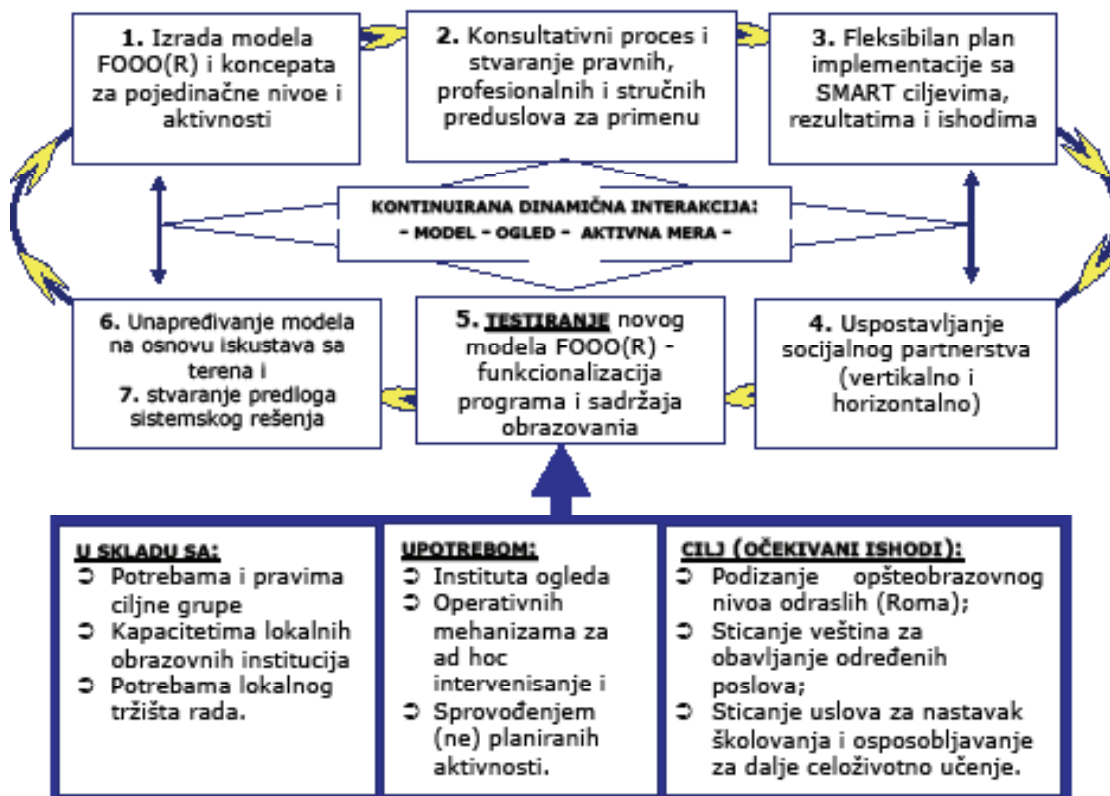 1. Izrada modela
FOOO(R) i koncepata
za pojedinačne nivoe i
aktivnosti
2. Konsultativni proces i
stvaranje pravnih,
profesionalnih i stručnih
preduslova za primenu
3. Fleksibilan plan
implementacije sa
SMART ciljevima,
rezultatima i ishodima
KONTINUIRANA DINAMIČNA INTERAKCIJA:
- MODEL - OGLED - AKTIVNA MERA -
6. Unapređivanje modela
na osnovu iskustava sa
terena i
7. stvaranje predloga
sistemskog rešenja
5. TESTIRANJE novog
modela FOOO(R) -
funkcionalizacija
programa i sadržaja
obrazovania
4. Uspostavljanje
socijalnog partnerstva
(vertikalno i
horizontalno)
U SKLADU SA:
➲ Potrebama i pravima
ciljne grupe
➲ Kapacitetima lokalnih
obrazovnih institucija
➲ Potrebama lokalnog
tržišta rada.
UPOTREBOM:
➲ Instituta ogleda
➲ Operativnih
mehanizama za
ad hoc
intervenisanje i
➲ Sprovođenjem
(ne) planiranih
aktivnosti.
CILJ (OČEKIVANI ISHODI):
➲ Podizanje opšteobrazovnog
nivoa odraslih (Roma);
➲ Sticanje veština za
obavljanje određenih
poslova;
➲ Sticanje uslova za nastavak
školovanja i osposobljavanje
za dalje celoživotno učenje.